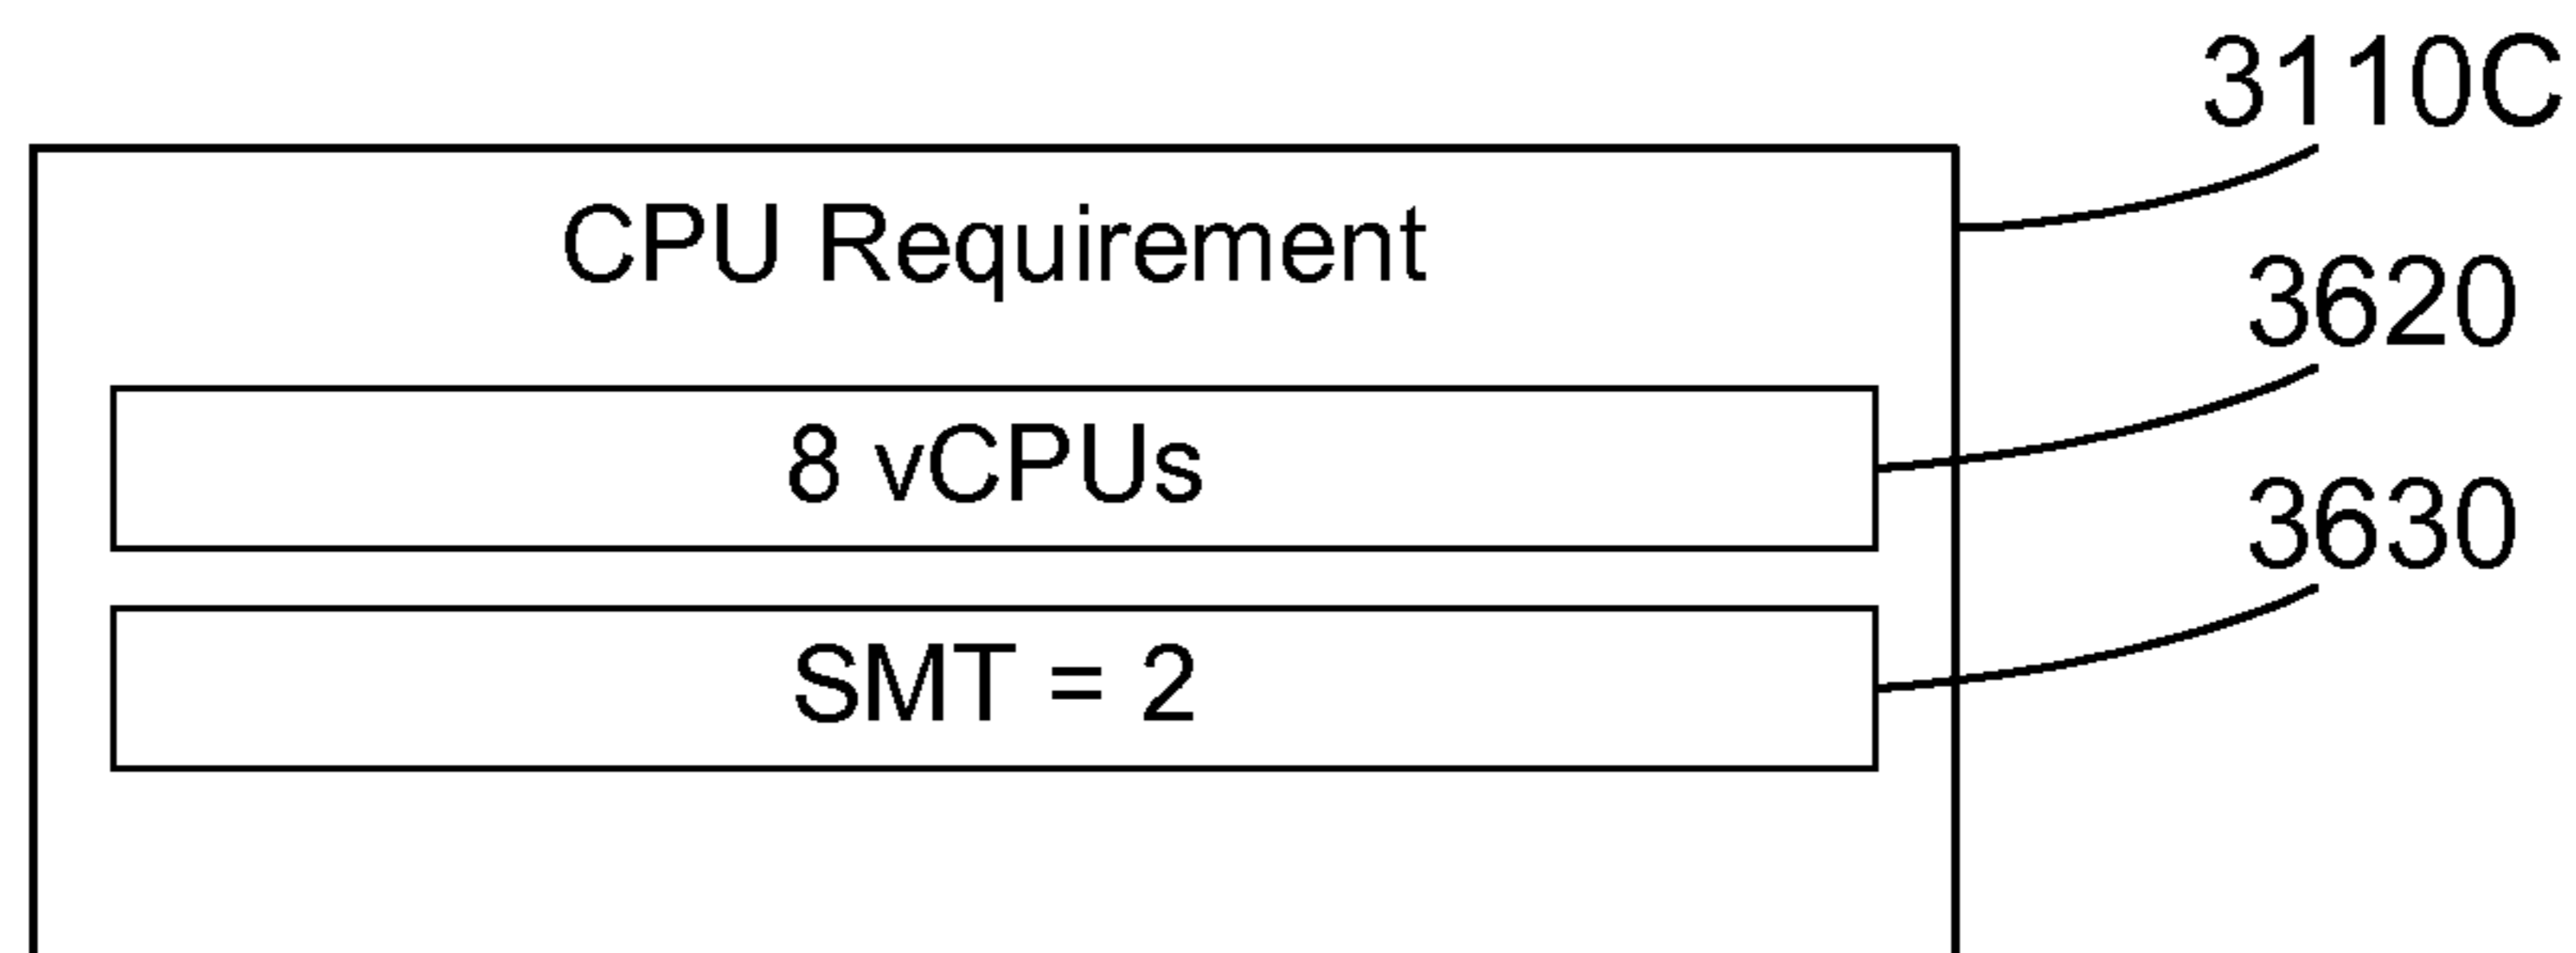 3110C
CPU Requirement
3620
8 vCPUs
3630
SMT = 2